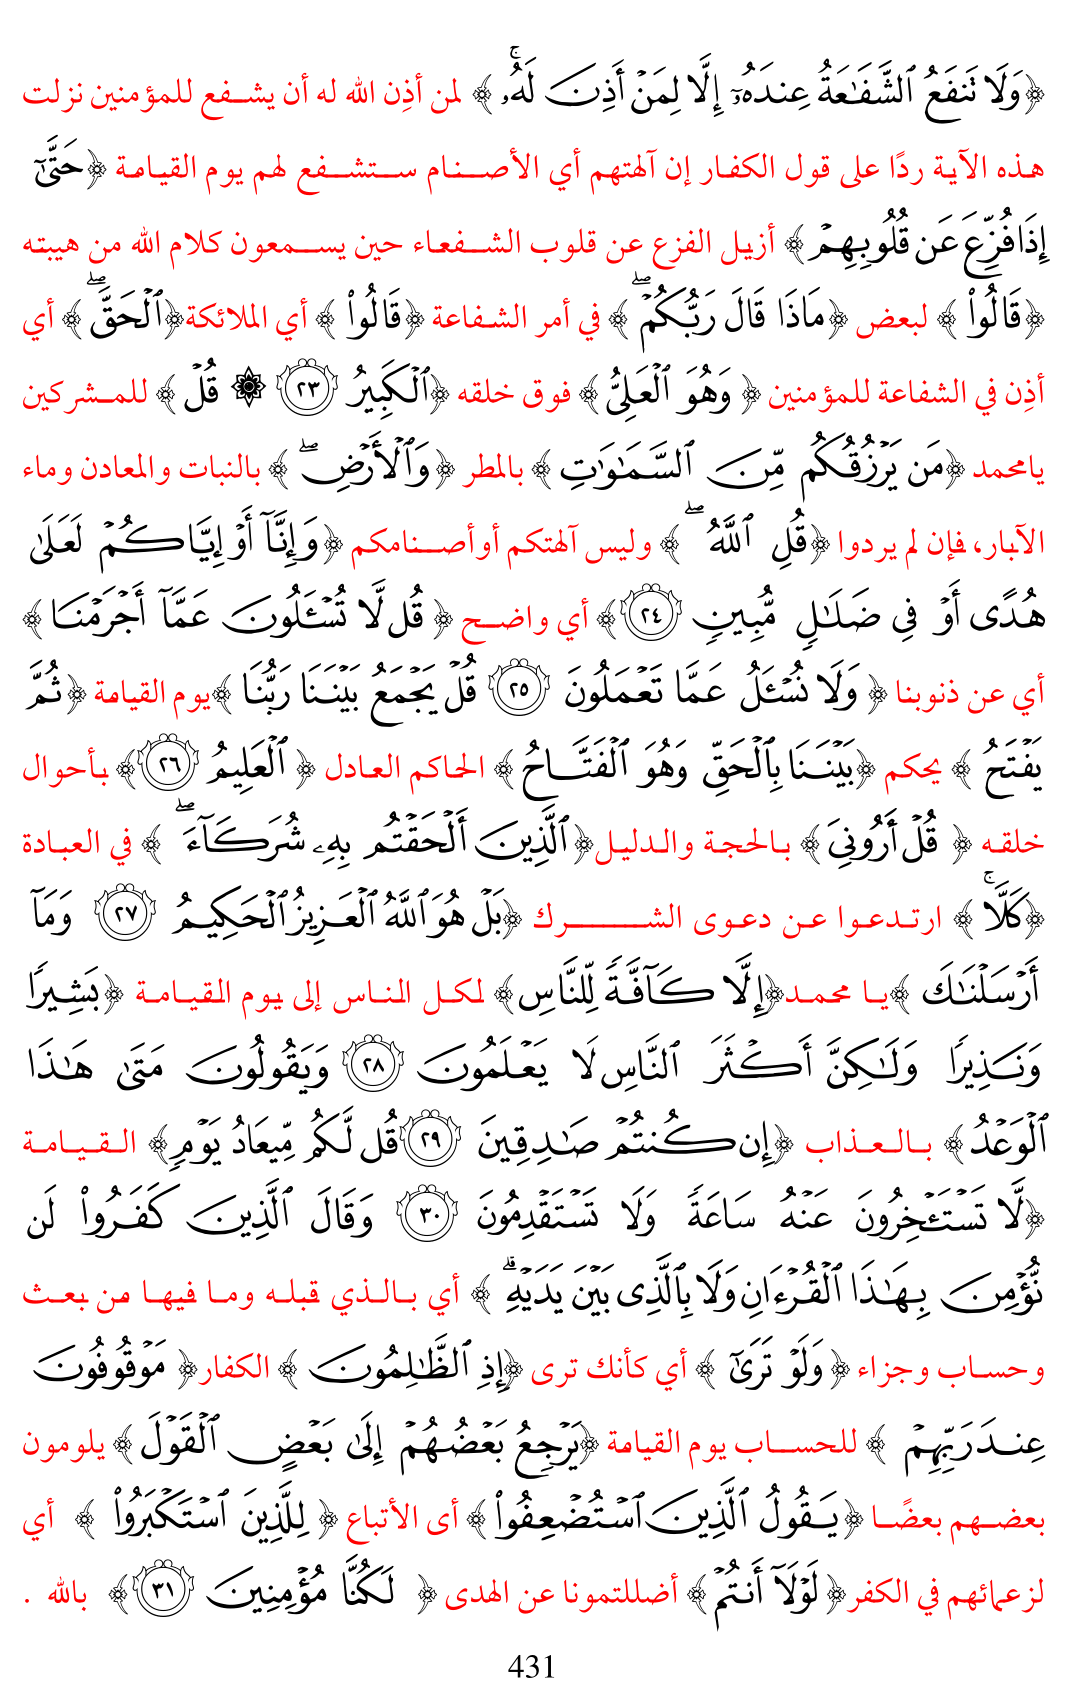 ﴿وَلَا تَنفَعُ ٱلشَّفَٰعَةُ عِندَهُۥٓ إِلَّا لِمَنْ أَذِنَ لَهُۥۚ ﴾ لمن أذِن الله له أن يشفع للمؤمنين نزلت
هذه الآية ردًا على قول الكفار إن آلهتهم أي الأصنام ستشفع لهم يوم القيامة ﴿حَتَّىٰٓ
إِذَا فُزِّعَ عَن قُلُوبِهِمْ﴾ أزيل الفزع عن قلوب الشفعاء حين يسمعون كلام الله من هيبته
﴿قَالُوا۟ ﴾ لبعض ﴿مَاذَا قَالَ رَبُّكُمْۖ﴾ في أمر الشفاعة ﴿قَالُوا۟ ﴾ أي الملائكة﴿ٱلْحَقَّۖ ﴾ أي
أذِن في الشفاعة للمؤمنين ﴿ وَهُوَ ٱلْعَلِىُّ ﴾ فوق خلقه ﴿ٱلْكَبِيرُ ٢٣ ۞ قُلْ ﴾ للمشركين
يامحمد ﴿مَن يَرْزُقُكُم مِّنَ ٱلسَّمَٰوَٰتِ ﴾ بالمطر ﴿وَٱلْأَرْضِۖ ﴾ بالنبات والمعادن وماء
الآبار، فإن لم يردوا ﴿قُلِ ٱللَّهُۖ ﴾ وليس آلهتكم أوأصنامكم ﴿وَإِنَّآ أَوْ إِيَّاكُمْ لَعَلَىٰ
هُدًى أَوْ فِى ضَلَٰلٍ مُّبِينٍ ٢٤﴾ أي واضح ﴿ قُل لَّا تُسْـَٔلُونَ عَمَّآ أَجْرَمْنَا ﴾
أي عن ذنوبنا ﴿ وَلَا نُسْـَٔلُ عَمَّا تَعْمَلُونَ ٢٥ قُلْ يَجْمَعُ بَيْنَنَا رَبُّنَا ﴾يوم القيامة ﴿ ثُمَّ
يَفْتَحُ ﴾ يحكم ﴿بَيْنَنَا بِٱلْحَقِّ وَهُوَ ٱلْفَتَّاحُ ﴾ الحاكم العادل ﴿ ٱلْعَلِيمُ ٢٦﴾ بأحوال
خلقه ﴿ قُلْ أَرُونِىَ ﴾ بالحجة والدليل﴿ٱلَّذِينَ أَلْحَقْتُم بِهِۦ شُرَكَآءَۖ ﴾ في العبادة
﴿كَلَّاۚ ﴾ ارتدعوا عن دعوى الشرك ﴿بَلْ هُوَ ٱللَّهُ ٱلْعَزِيزُ ٱلْحَكِيمُ ٢٧ وَمَآ
أَرْسَلْنَٰكَ ﴾يا محمد﴿إِلَّا كَآفَّةً لِّلنَّاسِ﴾ لكل الناس إلى يوم القيامة ﴿بَشِيرًا
وَنَذِيرًا وَلَٰكِنَّ أَكْثَرَ ٱلنَّاسِ لَا يَعْلَمُونَ ٢٨ وَيَقُولُونَ مَتَىٰ هَٰذَا
ٱلْوَعْدُ ﴾ بالعذاب ﴿إِن كُنتُمْ صَٰدِقِينَ ٢٩ قُل لَّكُم مِّيعَادُ يَوْمٍ﴾ القيامة
﴿لَّا تَسْتَـْٔخِرُونَ عَنْهُ سَاعَةً وَلَا تَسْتَقْدِمُونَ ٣٠ وَقَالَ ٱلَّذِينَ كَفَرُوا۟ لَن
نُّؤْمِنَ بِهَٰذَا ٱلْقُرْءَانِ وَلَا بِٱلَّذِى بَيْنَ يَدَيْهِۗ ﴾ أي بالذي قبله وما فيها من بعث
وحساب وجزاء ﴿ وَلَوْ تَرَىٰٓ ﴾ أي كأنك ترى ﴿إِذِ ٱلظَّٰلِمُونَ ﴾ الكفار﴿ مَوْقُوفُونَ
عِندَ رَبِّهِمْ ﴾ للحساب يوم القيامة ﴿يَرْجِعُ بَعْضُهُمْ إِلَىٰ بَعْضٍ ٱلْقَوْلَ ﴾ يلومون
بعضهم بعضًا ﴿ يَقُولُ ٱلَّذِينَ ٱسْتُضْعِفُوا۟ ﴾ أى الأتباع ﴿ لِلَّذِينَ ٱسْتَكْبَرُوا۟ ﴾ أي
لزعمائهم في الكفر﴿ لَوْلَآ أَنتُمْ ﴾ أضللتمونا عن الهدى ﴿ لَكُنَّا مُؤْمِنِينَ ٣١﴾ بالله .
431